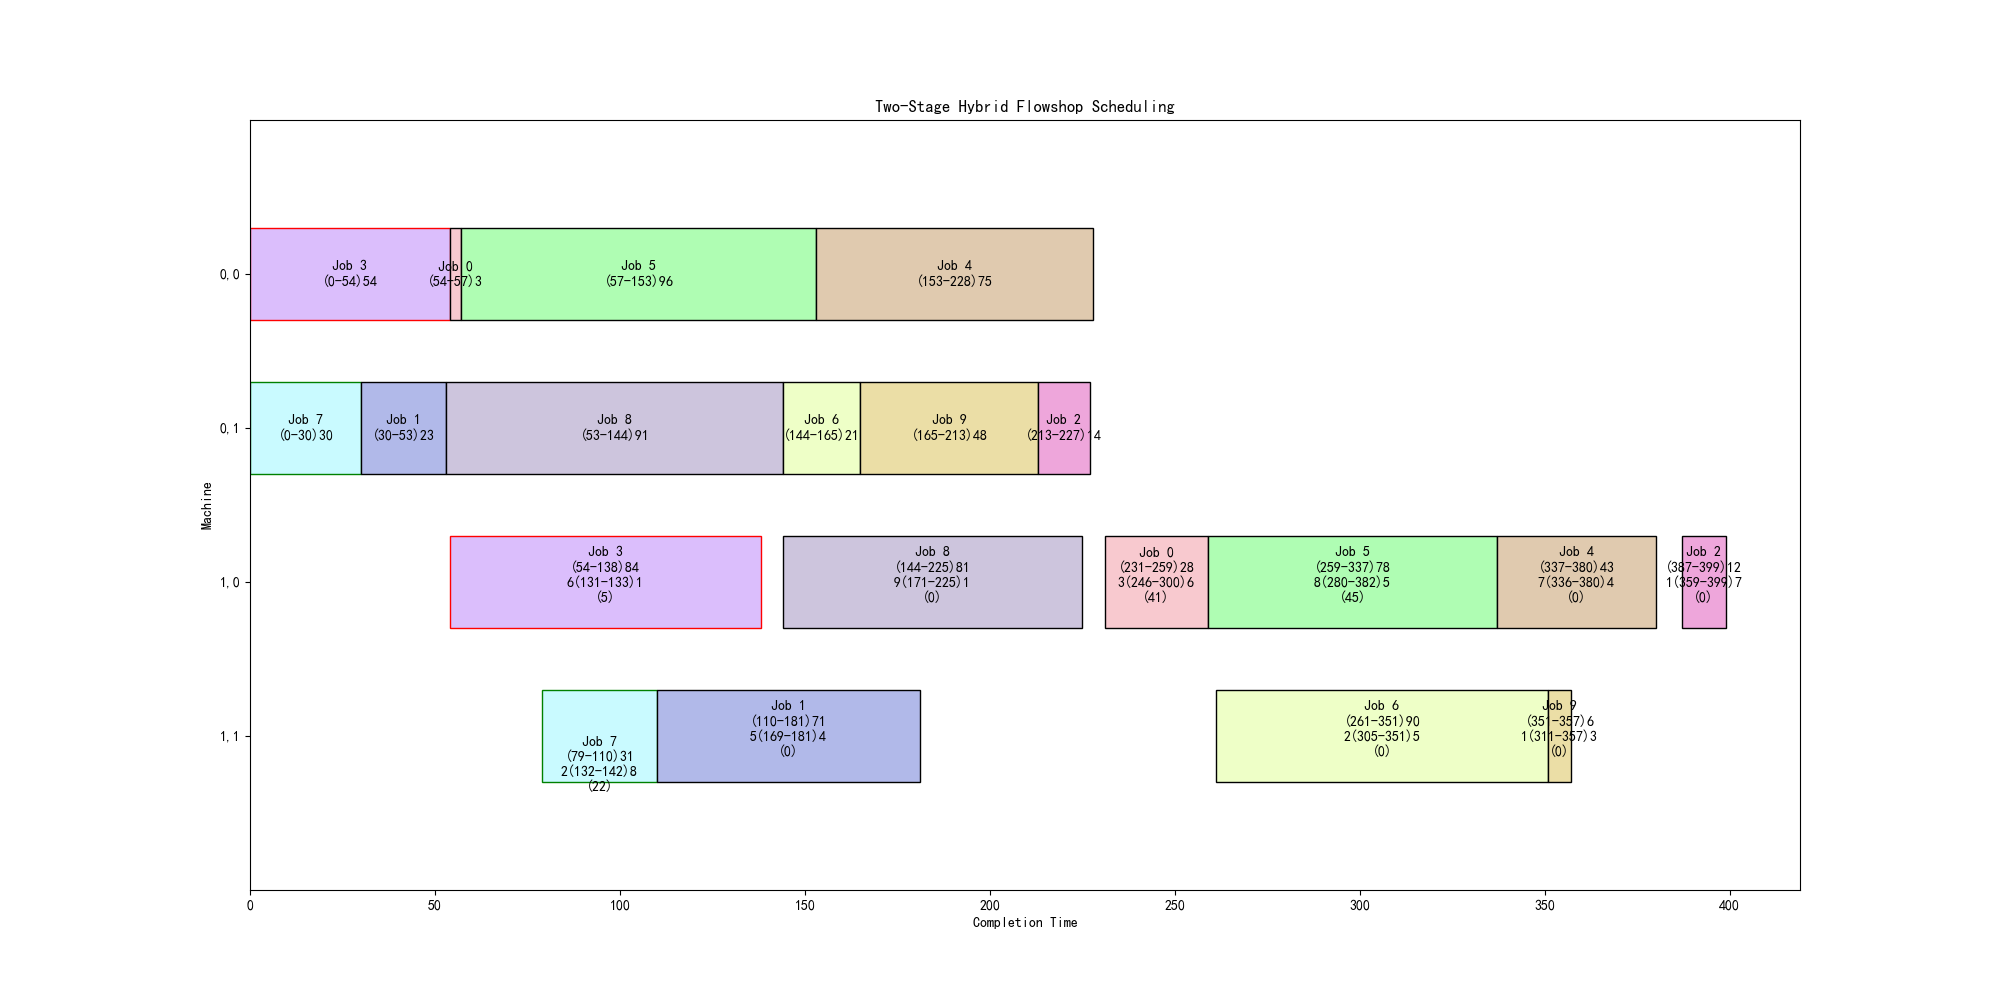 Two-Stage Hybrid Flowshop Scheduling
0,0
Job 3
(0-54)54
Job 0
(54-57)3
Job 5
(57-153)96
Job 4
(153-228)75
0,1
Job 7
(0-30)30
Job 1
(30-53)23
Job 8
(53-144)91
Job 6
(144-165)21
Job 9
(165-213)48
Job 2
(213-227)14
Machine
1,0
Job 3
(54-138)84
6(131-133)1
(5)
Job 8
(144-225)81
9(171-225)1
(0)
Job 0
(231-259)28
3(246-300)6
(41)
Job 5
(259-337)78
8(280-382)5
(45)
Job 4
(337-380)43
7(336-380)4
(0)
Job 2
(387-399)12
1(359-399)7
(0)
1,1
Job 7
(79-110)31
2(132-142)8
(22)
Job 1
(110-181)71
5(169-181)4
(0)
Job 6
(261-351)90
2(305-351)5
(0)
Job 9
(351-357)6
1(311-357)3
(0)
0
50
100
150
200
250
300
350
400
Completion Time